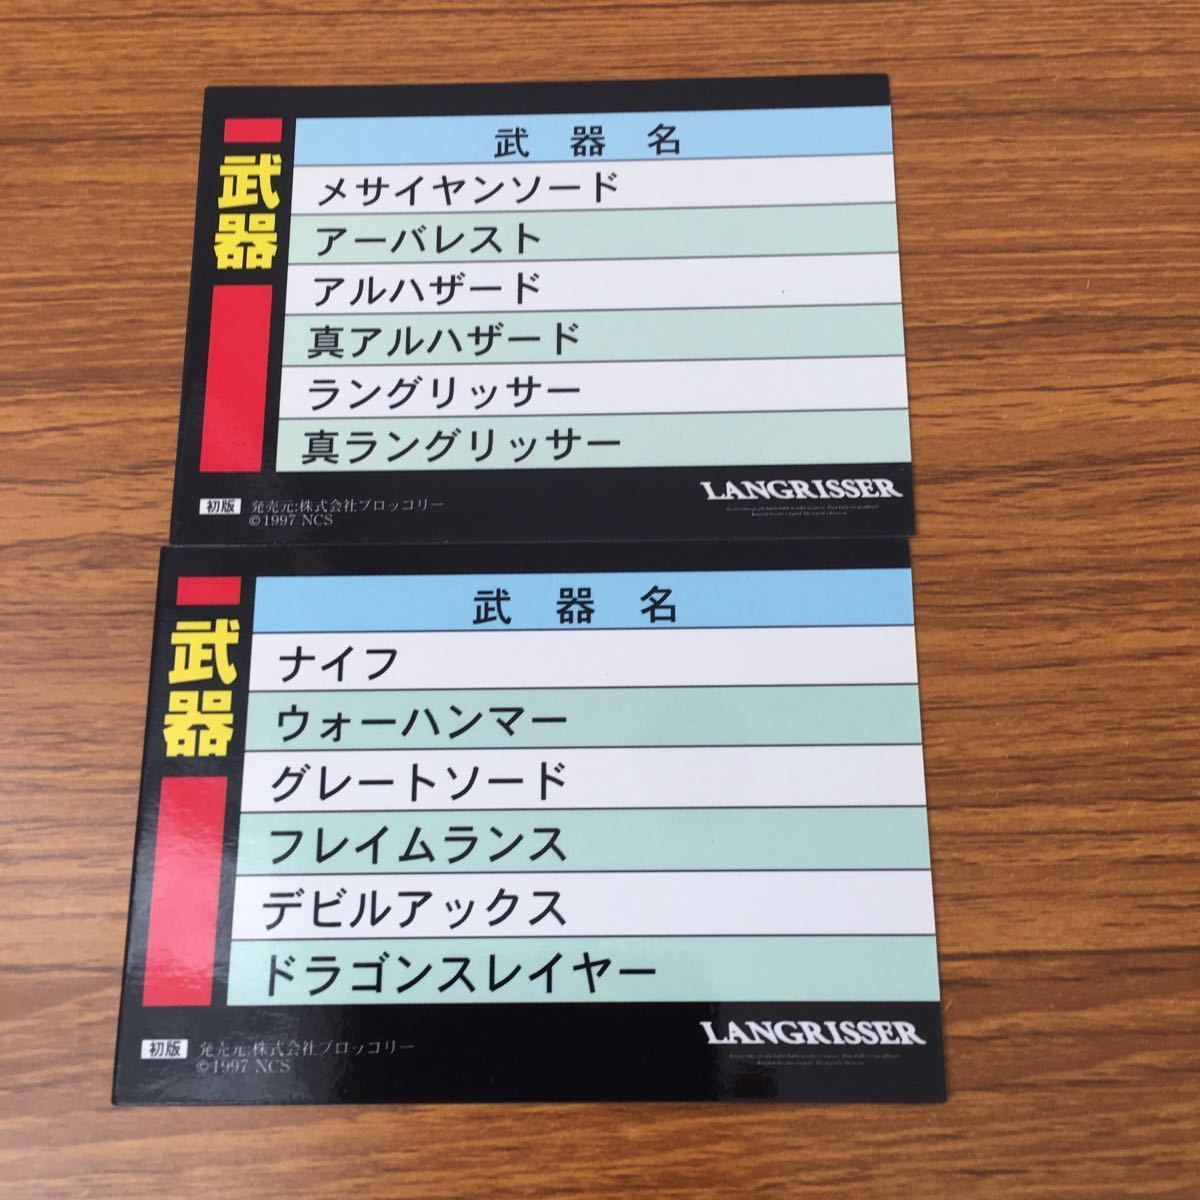 武器
武器名
メサイヤンソード
アーバレスト
アルハザード
真アルハザード
ラングリッサー
真ラングリッサー
LANGRISSER
初版 発売元:株式会社ブロッコリー
©1997 NCS
武器
武器名
ナイフ
ウォーハンマー
グレートソード
フレイムランス
デビルアックス
ドラゴンスレイヤー
LANGRISSER
初版 発売元:株式会社ブロッコリー
©1997 NCS